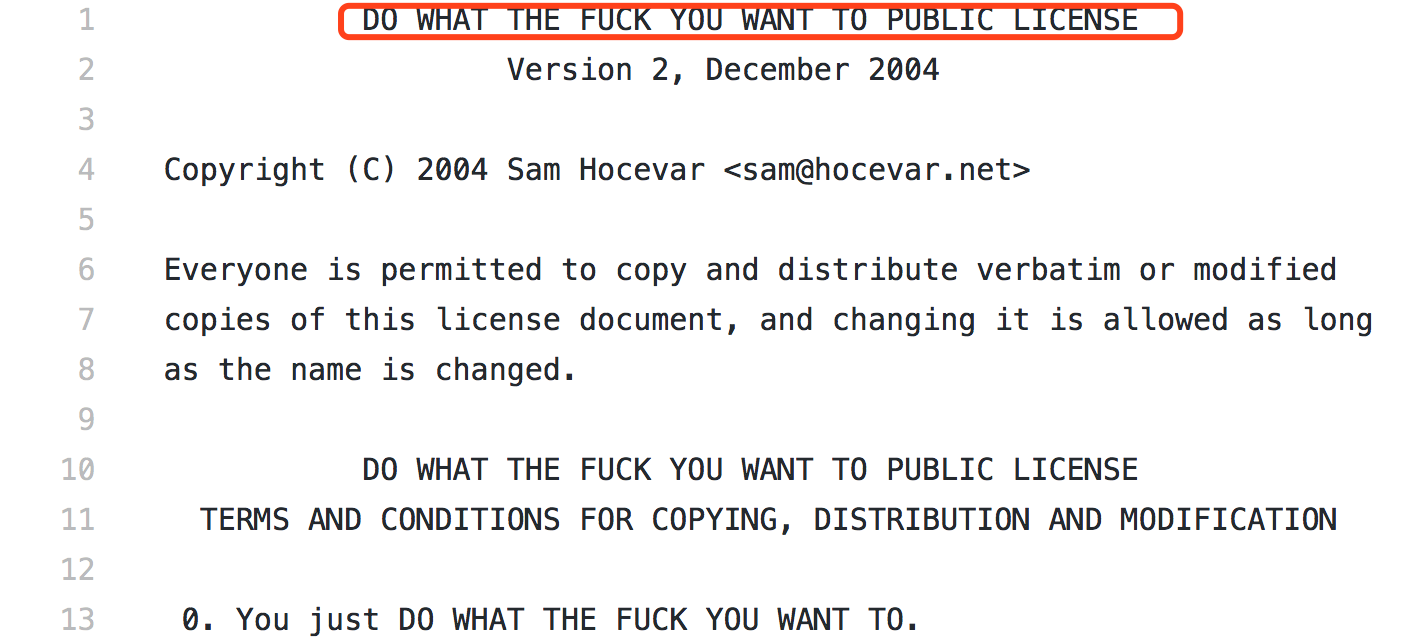 1 DO WHAT THE FUCK YOU WANT TO PUBLIC LICENSE
2 Version 2, December 2004
3
4 Copyright (C) 2004 Sam Hocevar <sam@hocevar.net>
5
6 Everyone is permitted to copy and distribute verbatim or modified
7 copies of this license document, and changing it is allowed as long
8 as the name is changed.
9
10 DO WHAT THE FUCK YOU WANT TO PUBLIC LICENSE
11 TERMS AND CONDITIONS FOR COPYING, DISTRIBUTION AND MODIFICATION
12
13 0. You just DO WHAT THE FUCK YOU WANT TO.